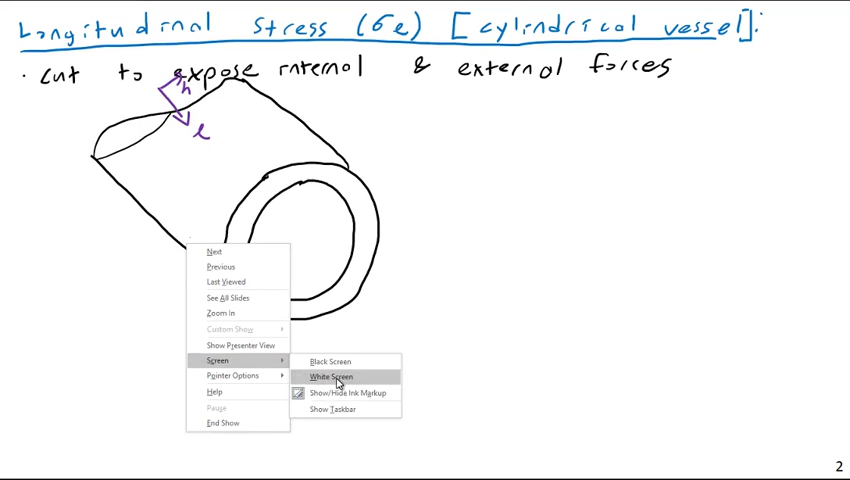 Longitudinal Stress (σe) [cylindrical vessel]:
· cut to expose internal & external forces
h
l
Next
Previous
Last Viewed
See All Slides
Zoom In
Custom Show
Show Presenter View
Screen
Pointer Options
Help
Pause
End Show
Black Screen
White Screen
Show/Hide Ink Markup
Show Taskbar
2